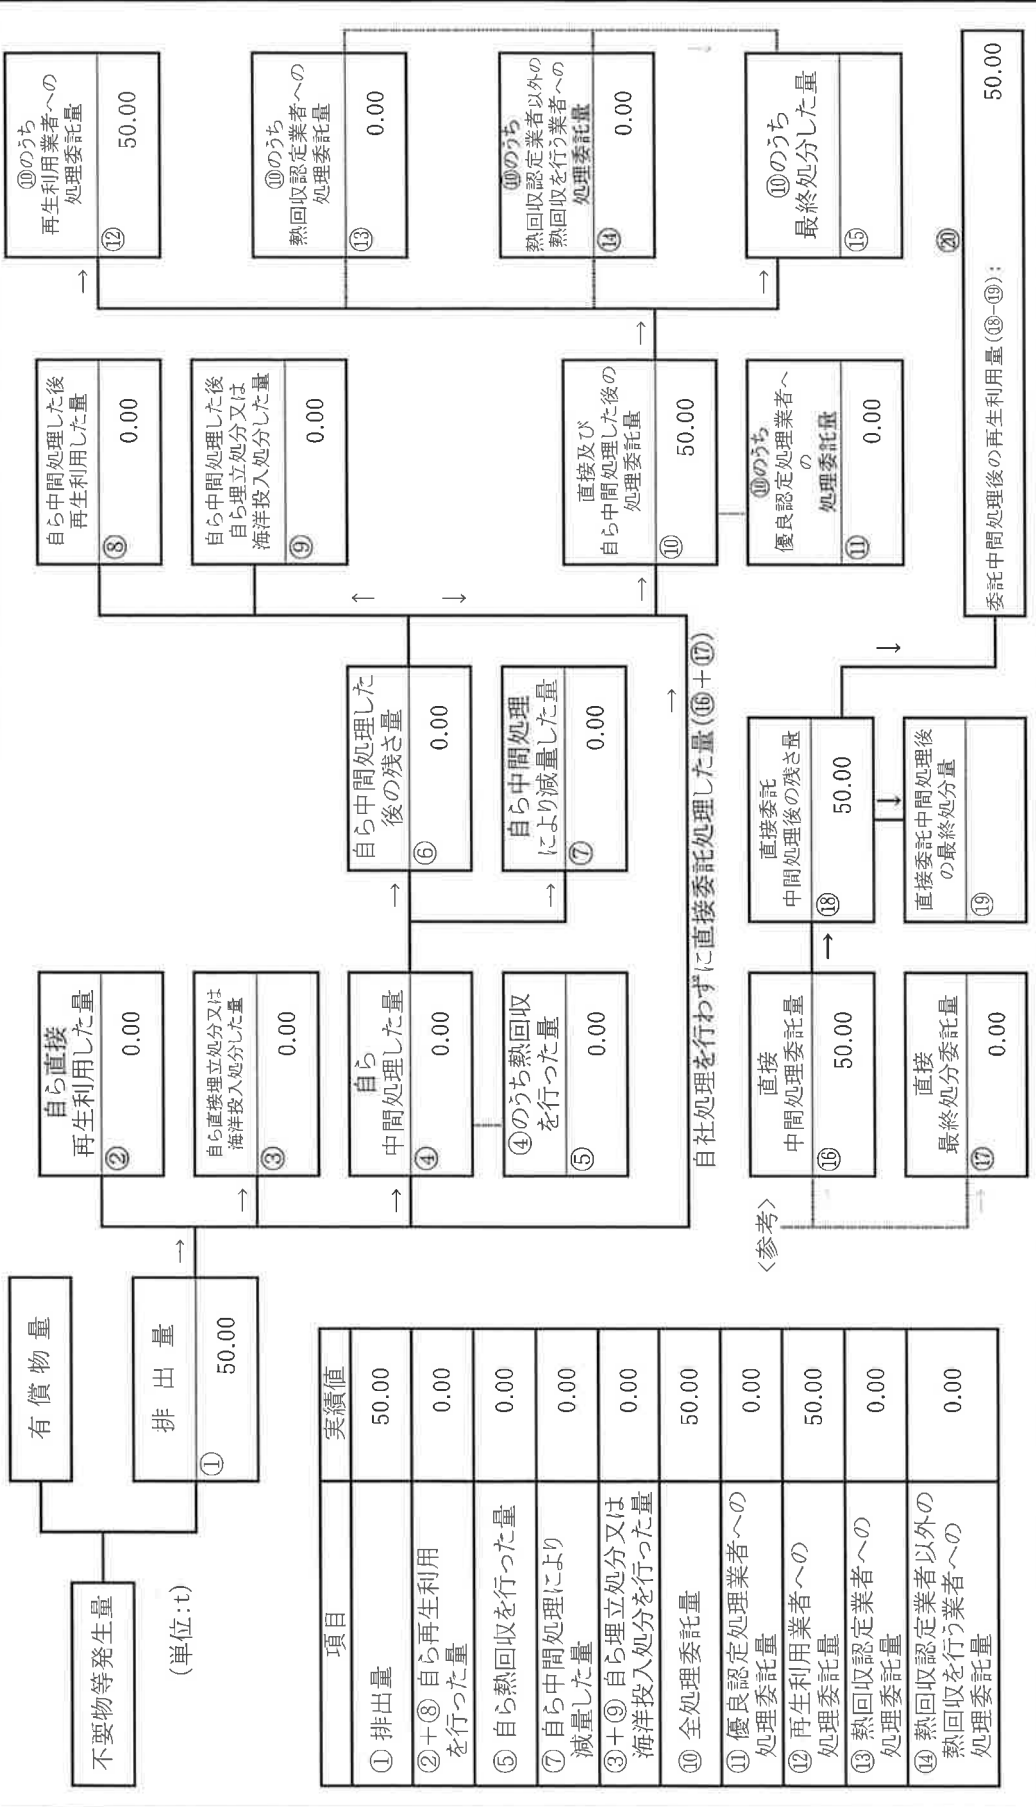 不要物等発生量
(単位:t)
有償物量
排出量
①
50.00
自ら直接
再生利用した量
②
0.00
自ら直接埋立処分又は
海洋投入処分した量
③
0.00
自ら
中間処理した量
④
0.00
④のうち熱回収
を行った量
⑤
0.00
自ら中間処理した
後の残さ量
⑥
0.00
自ら中間処理
により減量した量
⑦
0.00
自ら中間処理した後
再生利用した量
⑧
0.00
自ら中間処理した後
自ら埋立処分又は
海洋投入処分した量
⑨
0.00
直接及び
自ら中間処理した後の
処理委託量
⑩
50.00
⑩のうち
優良認定処理業者へ
の
処理委託量
⑪
0.00
⑩のうち
再生利用業者への
処理委託量
⑫
50.00
⑩のうち
熱回収認定業者への
処理委託量
⑬
0.00
⑩のうち
熱回収認定業者以外の
熱回収を行う業者への
処理委託量
⑭
0.00
⑩のうち
最終処分した量
⑮
自社処理を行わずに直接委託処理した量(⑯+⑰)
<参考>
直接
中間処理委託量
⑯
50.00
直接
最終処分委託量
⑰
0.00
直接委託
中間処理後の残さ量
⑱
50.00
直接委託中間処理後
の最終処分量
⑲
⑳
委託中間処理後の再生利用量(⑱-⑲):
50.00
項目 実績値
① 排出量 50.00
②+⑧ 自ら再生利用
を行った量 0.00
⑤ 自ら熱回収を行った量 0.00
⑦ 自ら中間処理により
減量した量 0.00
③+⑨ 自ら埋立処分又は
海洋投入処分を行った量 0.00
⑩ 全処理委託量 50.00
⑪ 優良認定処理業者への
処理委託量 0.00
⑫ 再生利用業者への
処理委託量 50.00
⑬ 熱回収認定業者への
処理委託量 0.00
⑭ 熱回収認定業者以外の
熱回収を行う業者への
処理委託量 0.00